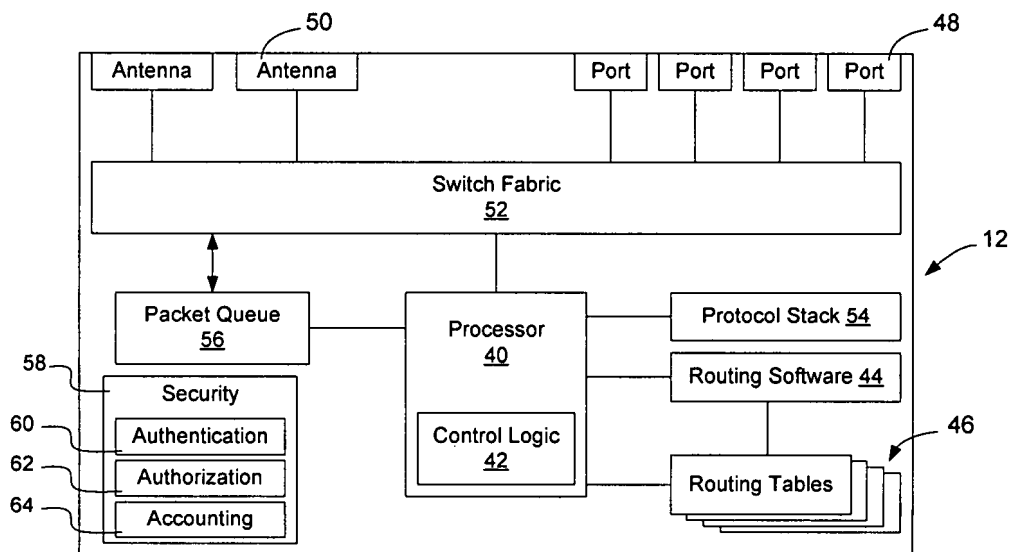 50
48
Antenna
Antenna
Port
Port
Port
Port
Switch Fabric
52
12
Packet Queue
56
Processor
40
Protocol Stack 54
Routing Software 44
58
Security
60
Authentication
62
Authorization
64
Accounting
Control Logic
42
46
Routing Tables